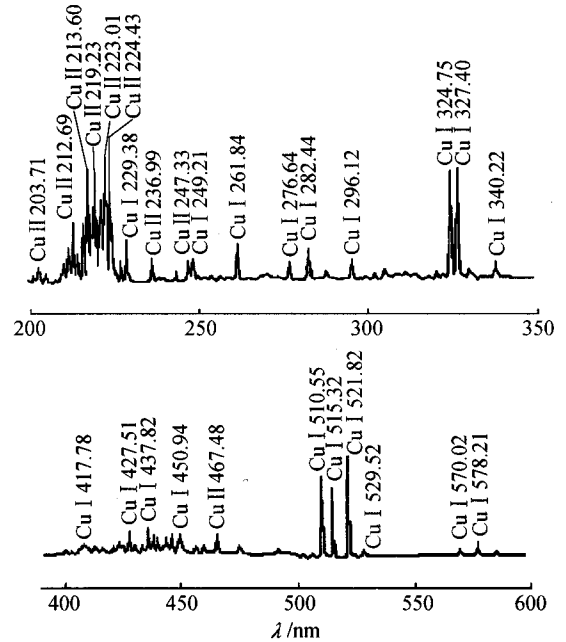 Cu II 203.71
Cu II 212.69
Cu II 213.60
Cu II 219.23
Cu II 223.01
Cu II 224.43
Cu I 229.38
Cu II 236.99
Cu II 247.33
Cu I 249.21
Cu I 261.84
Cu I 276.64
Cu I 282.44
Cu I 296.12
Cu I 324.75
Cu I 327.40
Cu I 340.22
200 250 300 350
Cu I 417.78
Cu I 427.51
Cu I 437.82
Cu I 450.94
Cu II 467.48
Cu I 510.55
Cu I 515.32
Cu I 521.82
Cu I 529.52
Cu I 570.02
Cu I 578.21
400 450 500 550 600
λ /nm